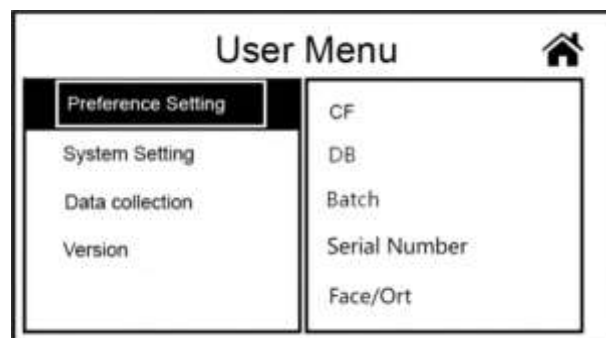 User Menu
Preference Setting
System Setting
Data collection
Version
CF
DB
Batch
Serial Number
Face/Ort